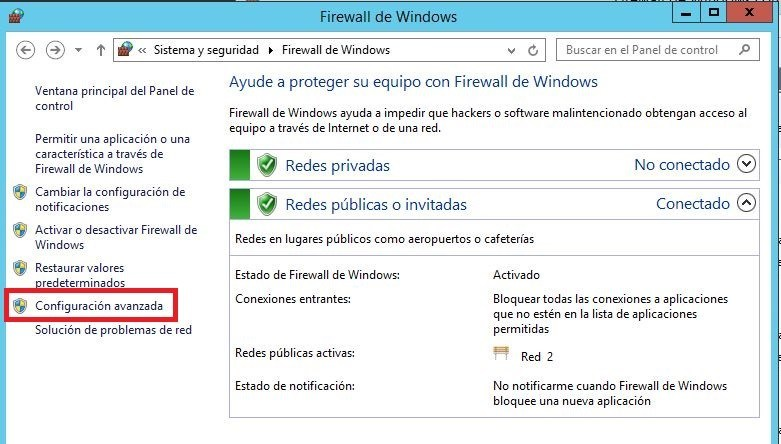 Firewall de Windows
Sistema y seguridad
Firewall de Windows
Buscar en el Panel de control
Ventana principal del Panel de
control
Permitir una aplicación o una
característica a través de
Firewall de Windows
Cambiar la configuración de
notificaciones
Activar o desactivar Firewall de
Windows
Restaurar valores
predeterminados
Configuración avanzada
Solución de problemas de red
Ayude a proteger su equipo con Firewall de Windows
Firewall de Windows ayuda a impedir que hackers o software malintencionado obtengan acceso al
equipo a través de Internet o de una red.
Redes privadas
No conectado
Redes públicas o invitadas
Conectado
Redes en lugares públicos como aeropuertos o cafeterías
Estado de Firewall de Windows:
Activado
Conexiones entrantes:
Bloquear todas las conexiones a aplicaciones
que no estén en la lista de aplicaciones
permitidas
Redes públicas activas:
Red 2
Estado de notificación:
No notificarme cuando Firewall de Windows
bloquee una nueva aplicación